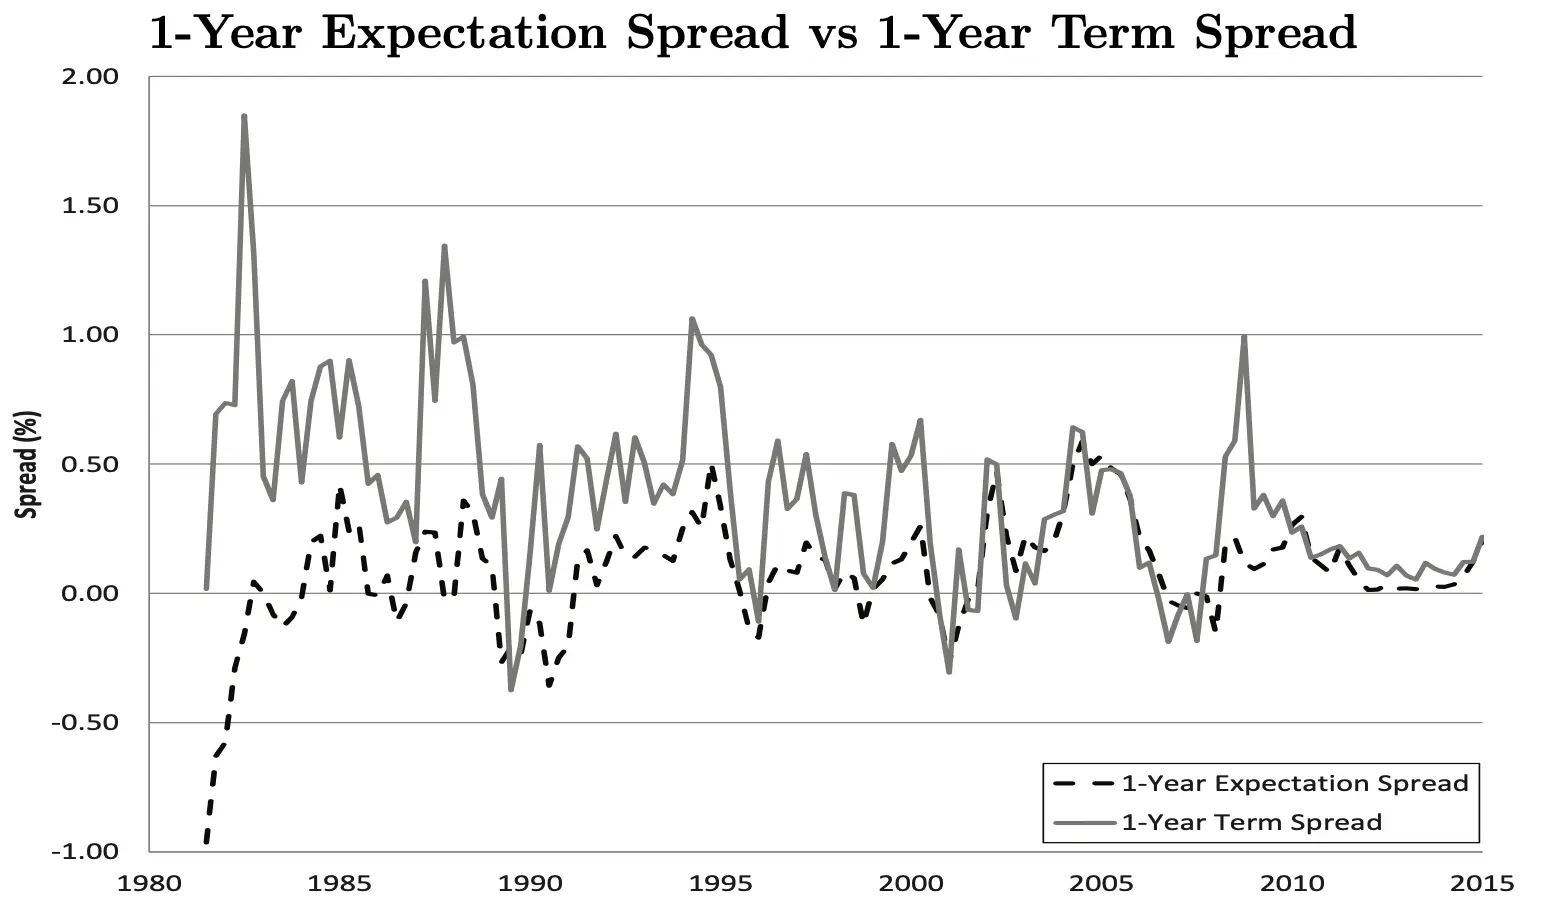 1-Year Expectation Spread vs 1-Year Term Spread
2.00
1.50
1.00
0.50
0.00
-0.50
-1.00
Spread (%)
1980 1985 1990 1995 2000 2005 2010 2015
1-Year Expectation Spread
1-Year Term Spread